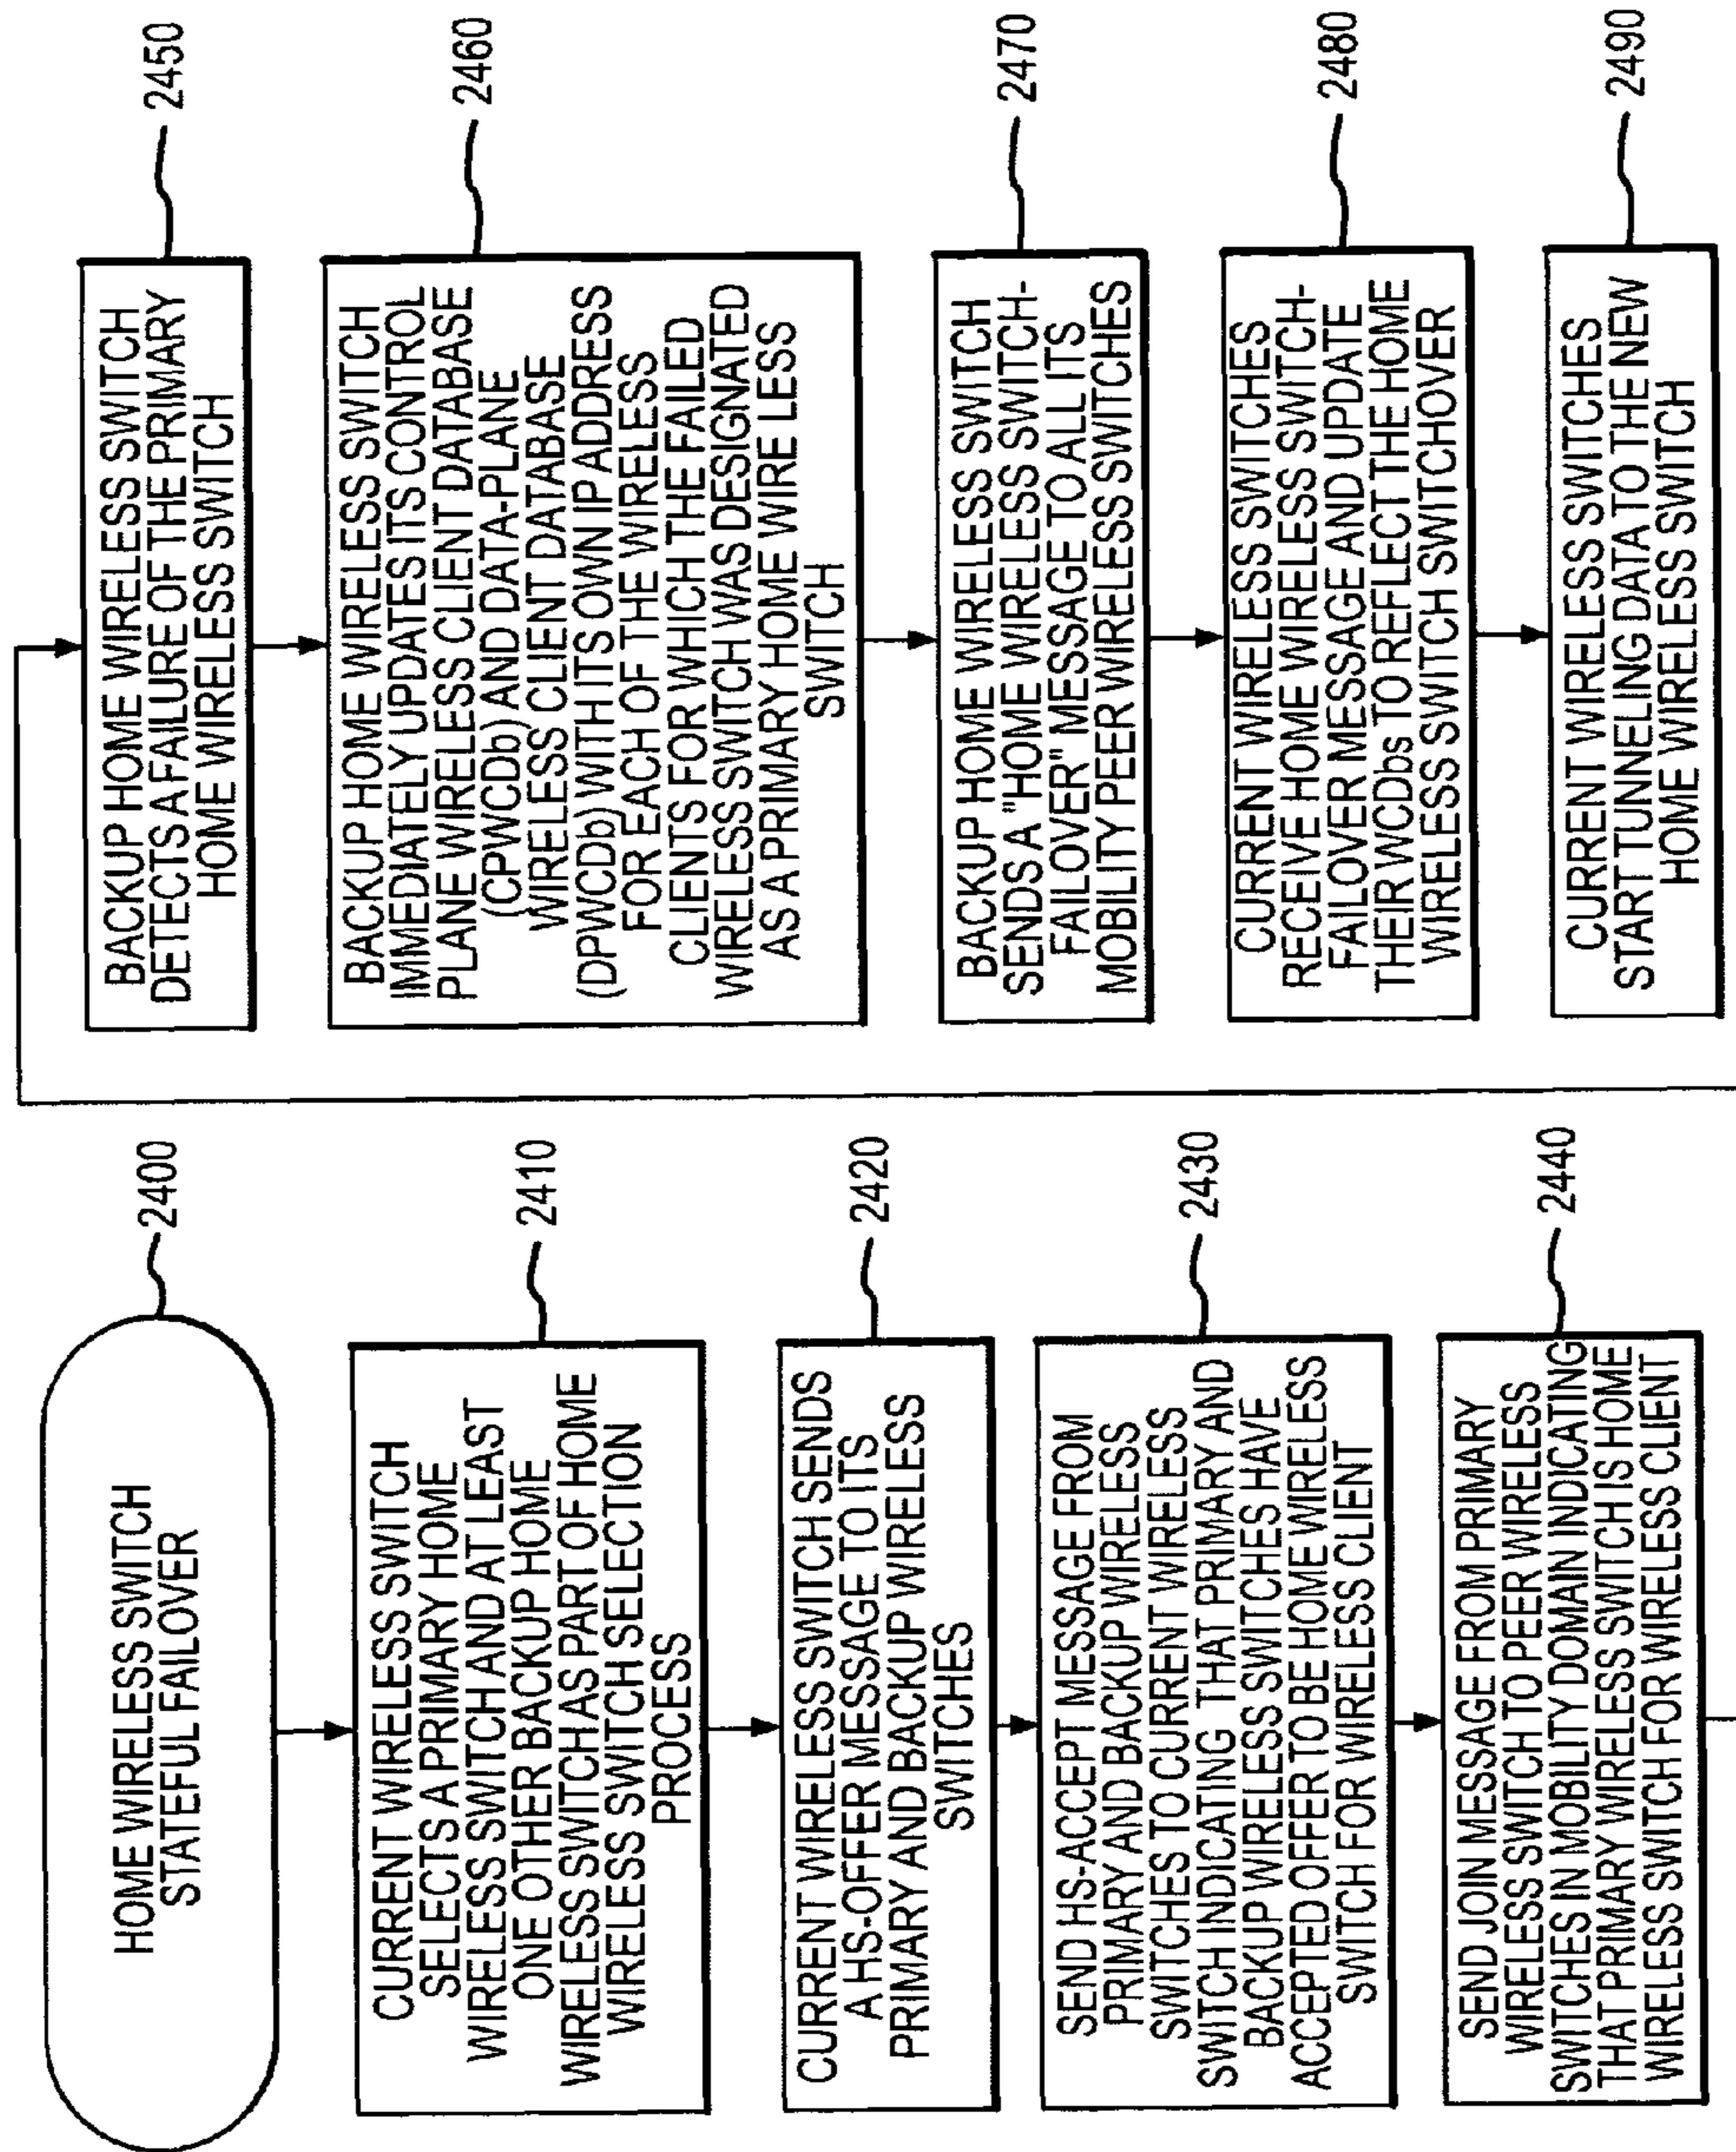 HOME WIRELESS SWITCH
STATEFUL FAILOVER
2400
CURRENT WIRELESS SWITCH
SELECTS A PRIMARY HOME
WIRELESS SWITCH AND AT LEAST
ONE OTHER BACKUP HOME
WIRELESS SWITCH AS PART OF HOME
WIRELESS SWITCH SELECTION
PROCESS
2410
CURRENT WIRELESS SWITCH SENDS
A HS-OFFER MESSAGE TO ITS
PRIMARY AND BACKUP WIRELESS
SWITCHES
2420
SEND HS-ACCEPT MESSAGE FROM
PRIMARY AND BACKUP WIRELESS
SWITCHES TO CURRENT WIRELESS
SWITCH INDICATING THAT PRIMARY AND
BACKUP WIRELESS SWITCHES HAVE
ACCEPTED OFFER TO BE HOME WIRELESS
SWITCH FOR WIRELESS CLIENT
2430
SEND JOIN MESSAGE FROM PRIMARY
WIRELESS SWITCH TO PEER WIRELESS
SWITCHES IN MOBILITY DOMAIN INDICATING
THAT PRIMARY WIRELESS SWITCH IS HOME
WIRELESS SWITCH FOR WIRELESS CLIENT
2440
BACKUP HOME WIRELESS SWITCH
DETECTS A FAILURE OF THE PRIMARY
HOME WIRELESS SWITCH
2450
BACKUP HOME WIRELESS SWITCH
IMMEDIATELY UPDATES ITS CONTROL
PLANE WIRELESS CLIENT DATABASE
(CPWCDb) AND DATA-PLANE
WIRELESS CLIENT DATABASE
(DPWCDb) WITH ITS OWN IP ADDRESS
FOR EACH OF THE WIRELESS
CLIENTS FOR WHICH THE FAILED
WIRELESS SWITCH WAS DESIGNATED
AS A PRIMARY HOME WIRE LESS
SWITCH
2460
BACKUP HOME WIRELESS SWITCH
SENDS A "HOME WIRELESS SWITCH-
FAILOVER" MESSAGE TO ALL ITS
MOBILITY PEER WIRELESS SWITCHES
2470
CURRENT WIRELESS SWITCHES
RECEIVE HOME WIRELESS SWITCH-
FAILOVER MESSAGE AND UPDATE
THEIR WCDbs TO REFLECT THE HOME
WIRELESS SWITCH SWITCHOVER
2480
CURRENT WIRELESS SWITCHES
START TUNNELING DATA TO THE NEW
HOME WIRELESS SWITCH
2490